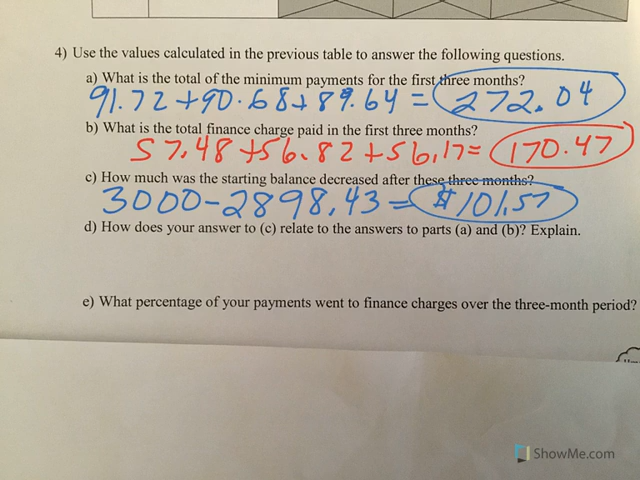 4) Use the values calculated in the previous table to answer the following questions.
a) What is the total of the minimum payments for the first three months?
91.72+90.68+89.64 = 272.04
b) What is the total finance charge paid in the first three months?
57.48+56.82+56.17= 170.47
c) How much was the starting balance decreased after these three months?
3000-2898.43 = $101.57
d) How does your answer to (c) relate to the answers to parts (a) and (b)? Explain.
e) What percentage of your payments went to finance charges over the three-month period?
ShowMe.com